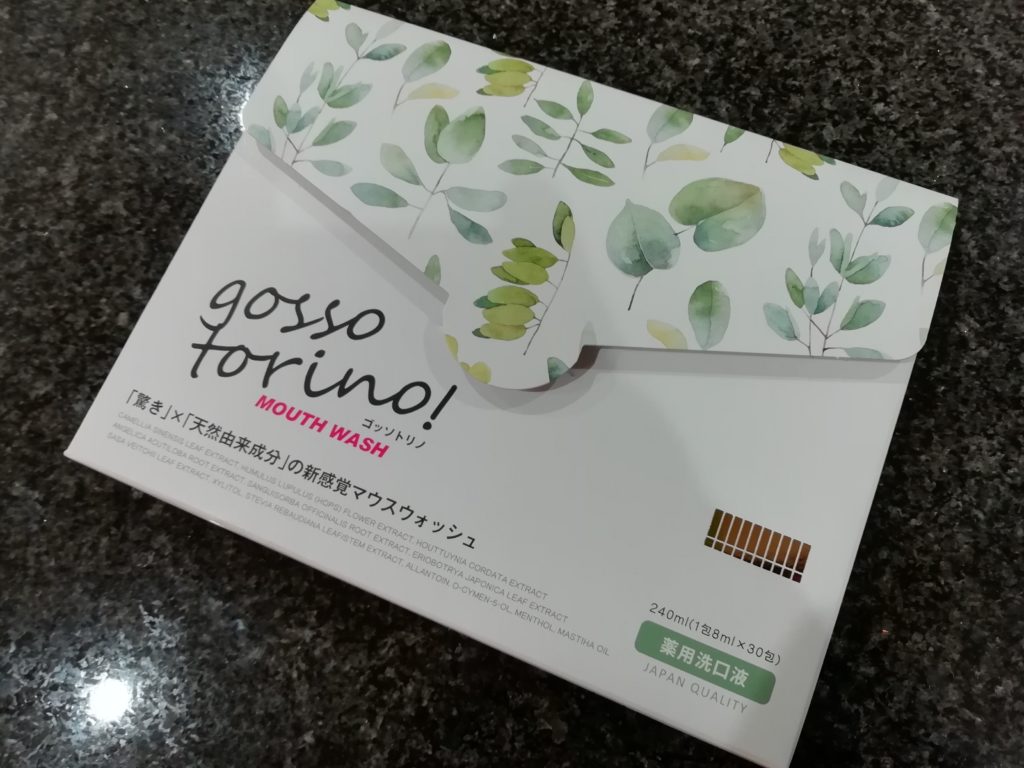 gosso
torino!
ゴッソトリノ
MOUTH WASH
「驚き」×「天然由来成分」の新感覚マウスウォッシュ
CAMELLIA SINENSIS LEAF EXTRACT, HUMULUS LUPULUS (HOPS) FLOWER EXTRACT, HOUTTUYNIA CORDATA EXTRACT
ANGELICA ACUTILOBA ROOT EXTRACT, SANGUISORBA OFFICINALIS ROOT EXTRACT, ERIOBOTRYA JAPONICA LEAF EXTRACT
SASA VEITCHII LEAF EXTRACT, XYLITOL, STEVIA REBAUDIANA LEAF/STEM EXTRACT, ALLANTOIN, O-CYMEN-5-OL, MENTHOL, MASTIHA OIL
240ml(1包8ml×30包)
薬用洗口液
JAPAN QUALITY